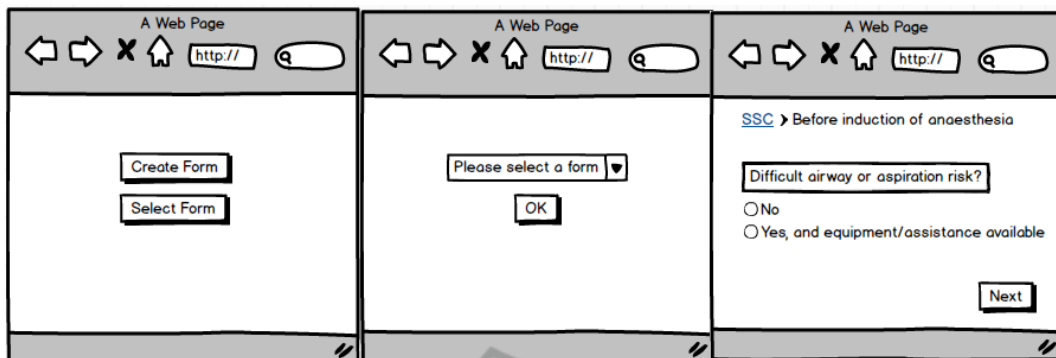 A Web Page
http://
Create Form
Select Form
A Web Page
http://
Please select a form
OK
A Web Page
http://
SSC > Before induction of anaesthesia
Difficult airway or aspiration risk?
No
Yes, and equipment/assistance available
Next